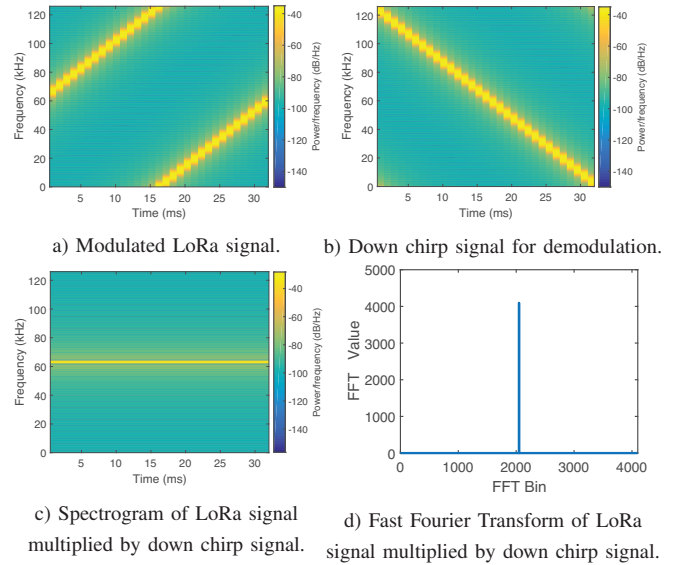 120
100
80
60
40
20
0
Frequency (kHz)
5 10 15 20 25 30
Time (ms)
-40
-60
-80
-100
-120
-140
Power/frequency (dB/Hz)
a) Modulated LoRa signal.
120
100
80
60
40
20
0
Frequency (kHz)
5 10 15 20 25 30
Time (ms)
-40
-60
-80
-100
-120
-140
Power/frequency (dB/Hz)
b) Down chirp signal for demodulation.
120
100
80
60
40
20
0
Frequency (kHz)
5 10 15 20 25 30
Time (ms)
-40
-60
-80
-100
-120
-140
Power/frequency (dB/Hz)
c) Spectrogram of LoRa signal
multiplied by down chirp signal.
5000
4000
3000
2000
1000
0
FFT Value
0 1000 2000 3000 4000
FFT Bin
d) Fast Fourier Transform of LoRa
signal multiplied by down chirp signal.